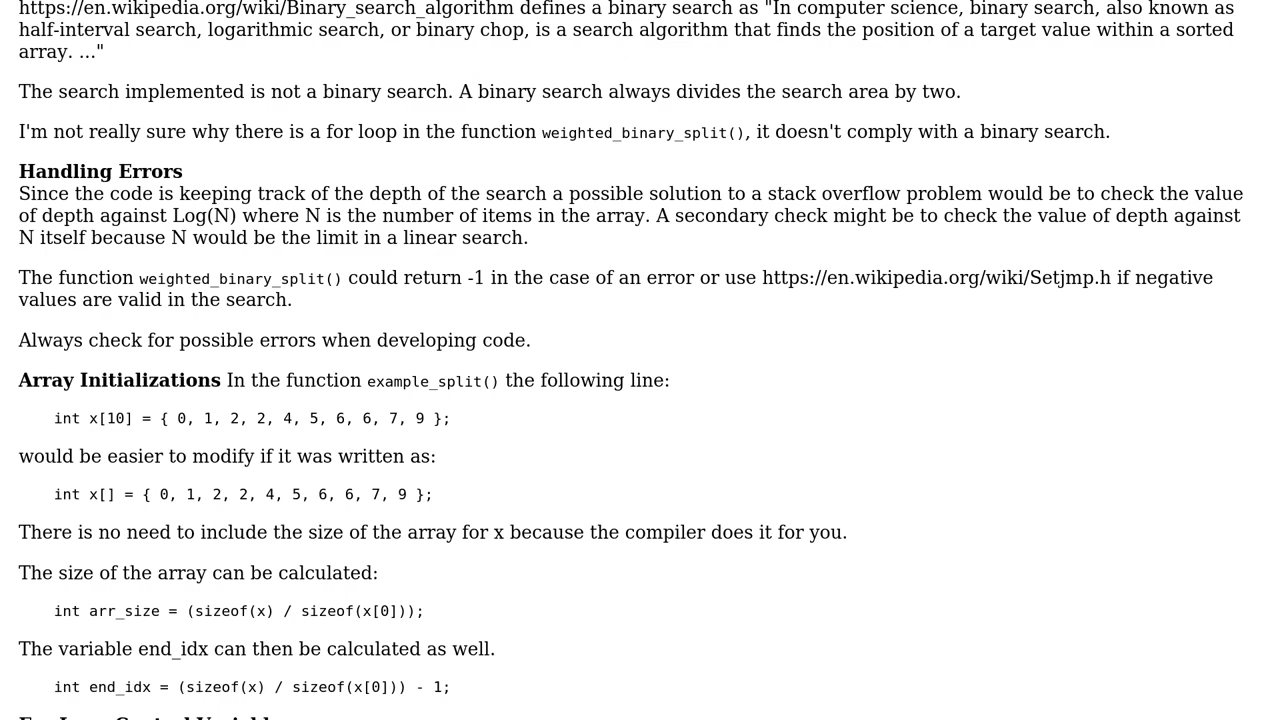 https://en.wikipedia.org/wiki/Binary_search_algorithm defines a binary search as "In computer science, binary search, also known as
half-interval search, logarithmic search, or binary chop, is a search algorithm that finds the position of a target value within a sorted
array. ..."
The search implemented is not a binary search. A binary search always divides the search area by two.
I'm not really sure why there is a for loop in the function weighted_binary_split(), it doesn't comply with a binary search.
Handling Errors
Since the code is keeping track of the depth of the search a possible solution to a stack overflow problem would be to check the value
of depth against Log(N) where N is the number of items in the array. A secondary check might be to check the value of depth against
N itself because N would be the limit in a linear search.
The function weighted_binary_split() could return -1 in the case of an error or use https://en.wikipedia.org/wiki/Setjmp.h if negative
values are valid in the search.
Always check for possible errors when developing code.
Array Initializations In the function example_split() the following line:
int x[10] = { 0, 1, 2, 2, 4, 5, 6, 6, 7, 9 };
would be easier to modify if it was written as:
int x[] = { 0, 1, 2, 2, 4, 5, 6, 6, 7, 9 };
There is no need to include the size of the array for x because the compiler does it for you.
The size of the array can be calculated:
int arr_size = (sizeof(x) / sizeof(x[0]));
The variable end_idx can then be calculated as well.
int end_idx = (sizeof(x) / sizeof(x[0])) - 1;